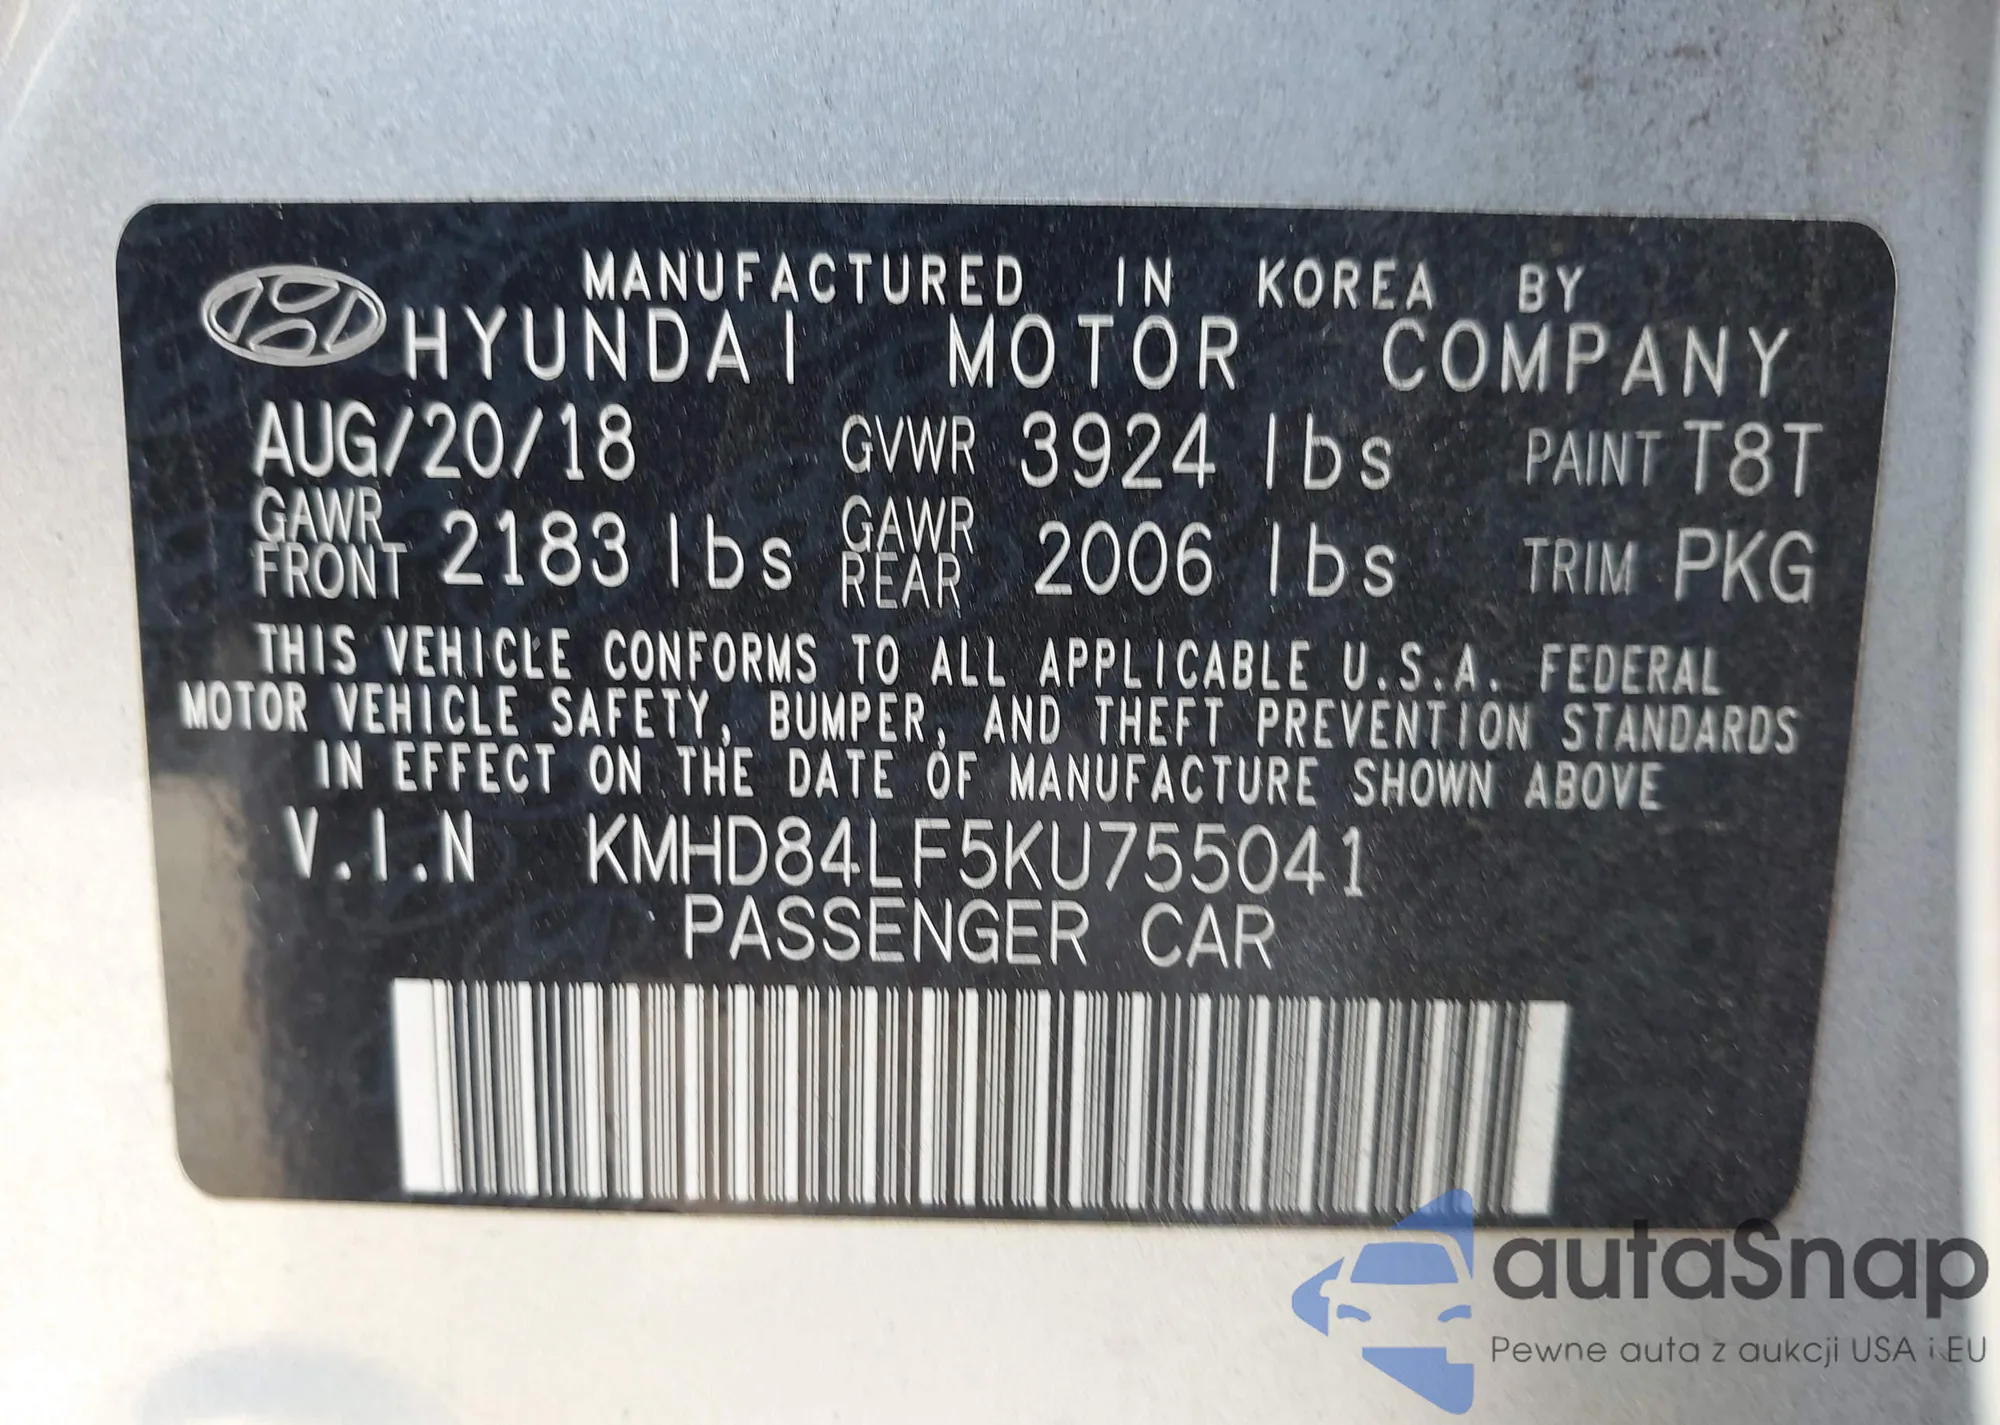 MANUFACTURED IN KOREA BY
HYUNDAI MOTOR COMPANY
AUG/20/18 GVWR 3924 lbs PAINT T8T
GAWR FRONT 2183 lbs GAWR REAR 2006 lbs TRIM PKG
THIS VEHICLE CONFORMS TO ALL APPLICABLE U.S.A. FEDERAL
MOTOR VEHICLE SAFETY, BUMPER, AND THEFT PREVENTION STANDARDS
IN EFFECT ON THE DATE OF MANUFACTURE SHOWN ABOVE
V.I.N KMHD84LF5KU755041
PASSENGER CAR
autaSnap
Pewne auta z aukcji USA i EU